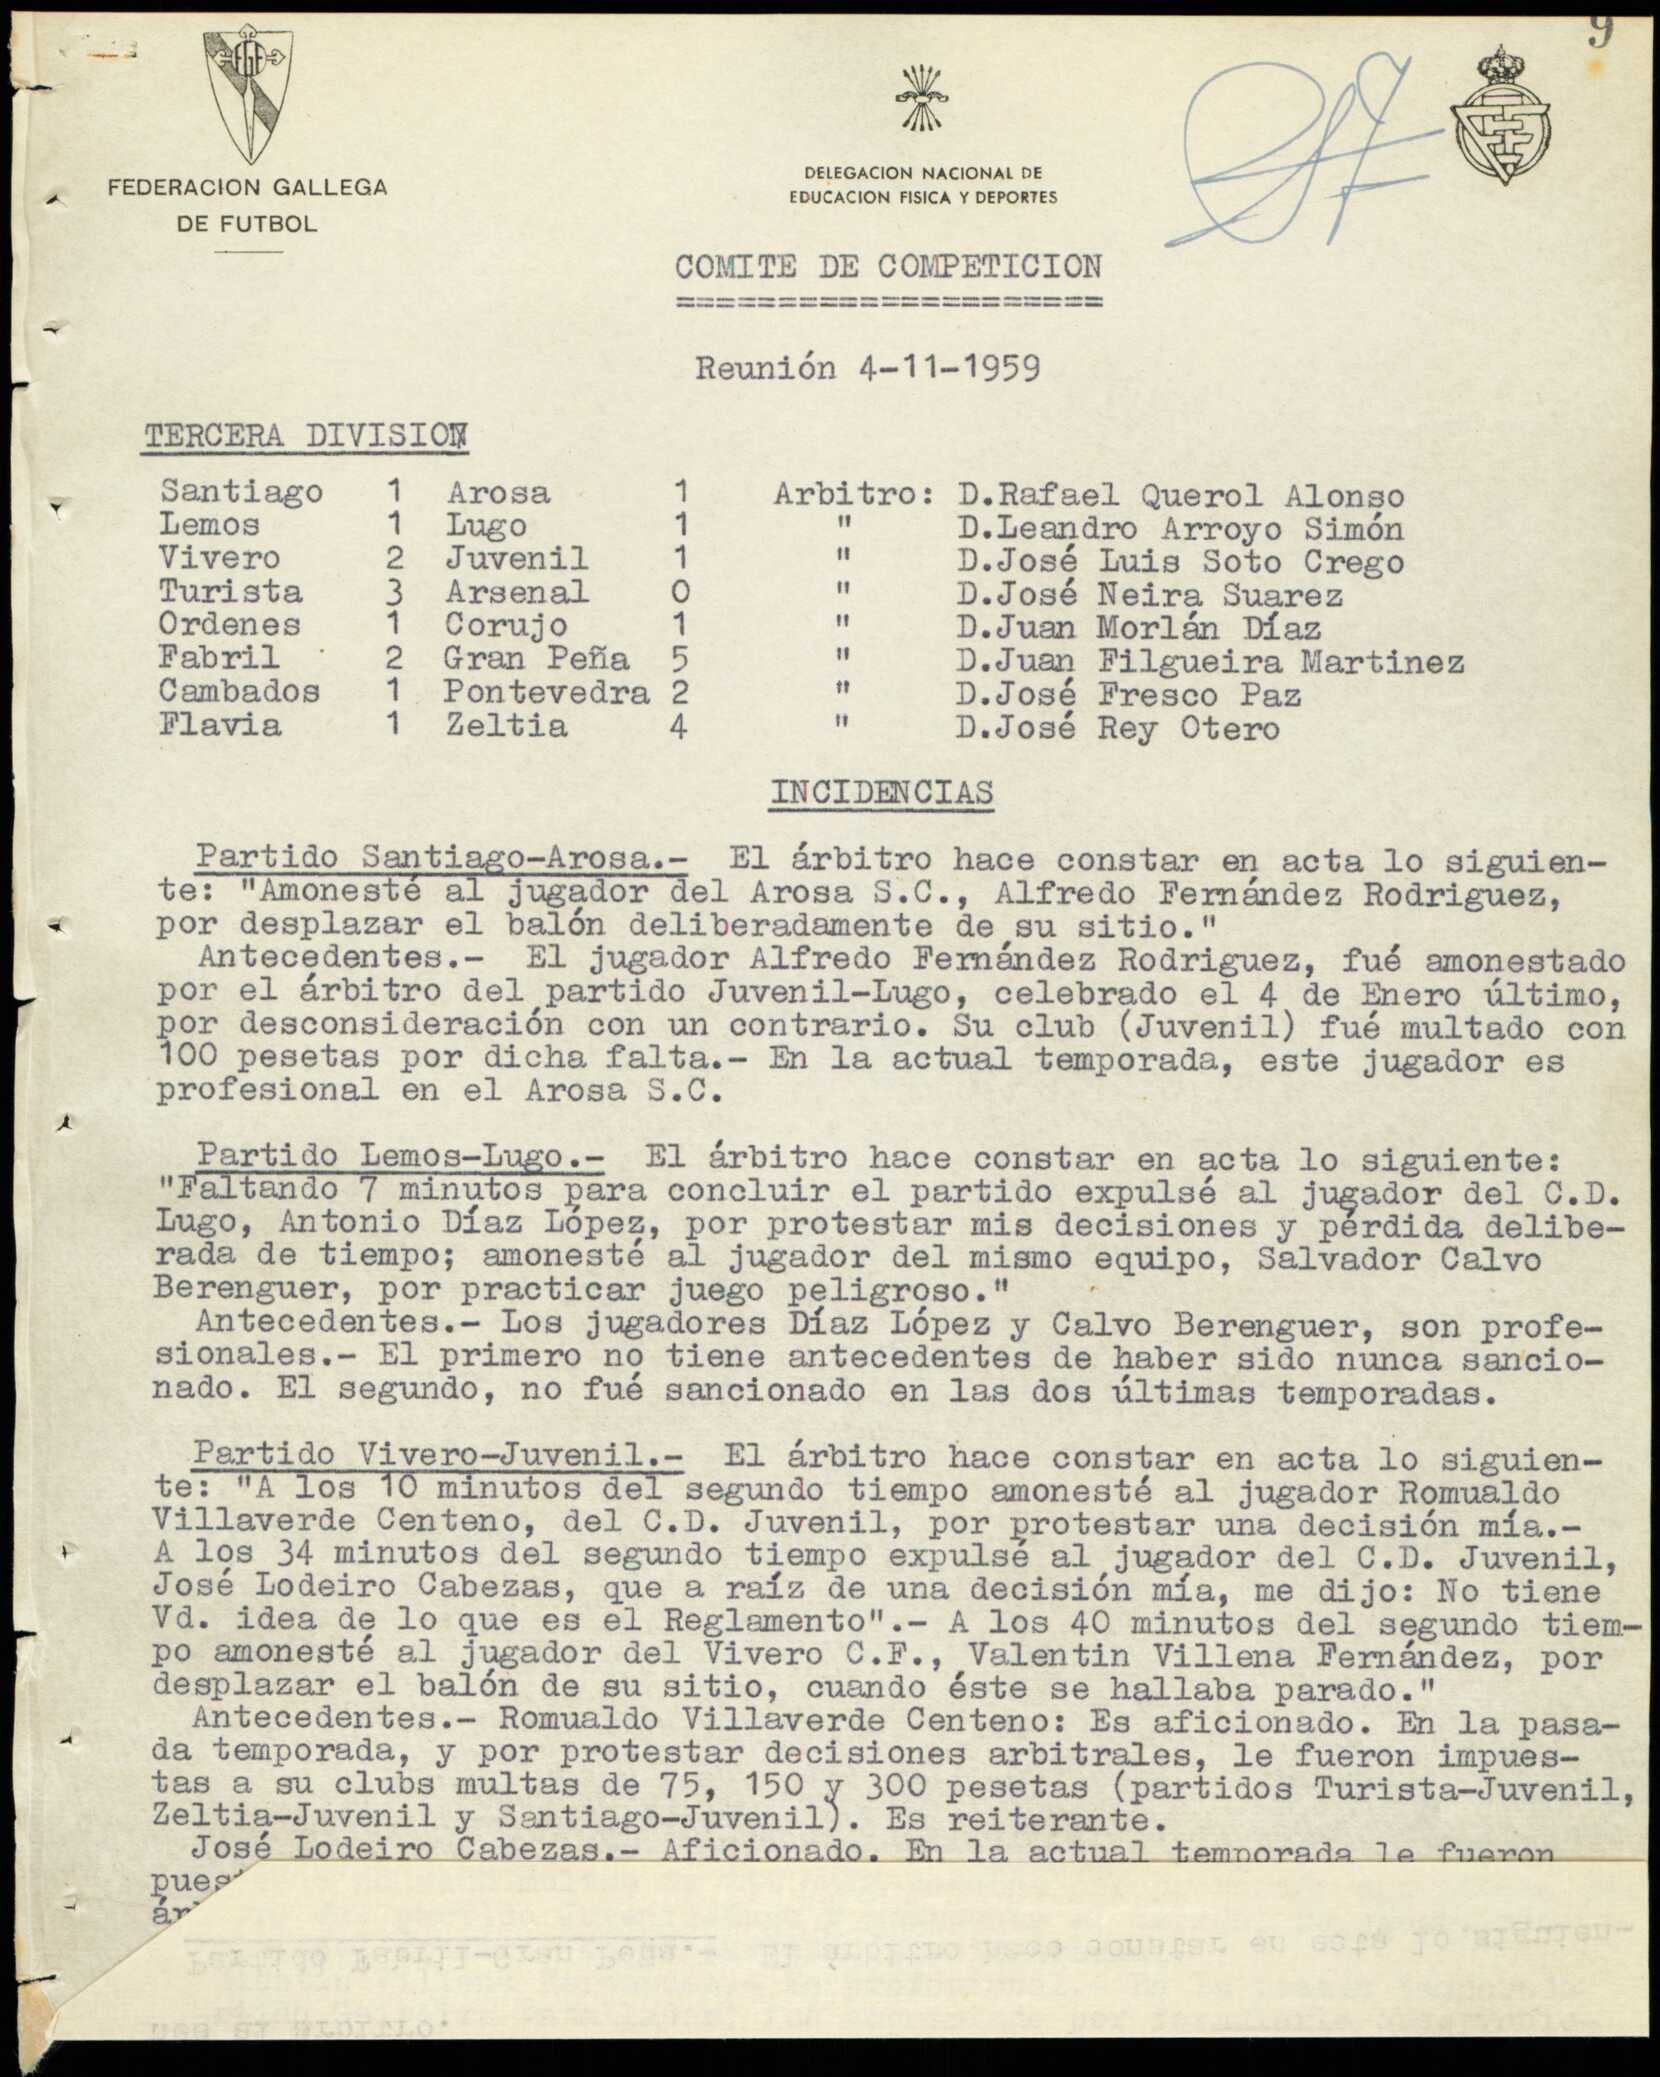 9
FGF
FEDERACION GALLEGA
DE FUTBOL
DELEGACION NACIONAL DE
EDUCACION FISICA Y DEPORTES
COMITE DE COMPETICION
=====================
Reunión 4-11-1959
TERCERA DIVISION
Santiago 1 Arosa 1 Arbitro: D.Rafael Querol Alonso
Lemos 1 Lugo 1 " D.Leandro Arroyo Simón
Vivero 2 Juvenil 1 " D.José Luis Soto Crego
Turista 3 Arsenal 0 " D.José Neira Suarez
Ordenes 1 Corujo 1 " D.Juan Morlán Díaz
Fabril 2 Gran Peña 5 " D.Juan Filgueira Martinez
Cambados 1 Pontevedra 2 " D.José Fresco Paz
Flavia 1 Zeltia 4 " D.José Rey Otero
INCIDENCIAS
Partido Santiago-Arosa.- El árbitro hace constar en acta lo siguien-
te: "Amonesté al jugador del Arosa S.C., Alfredo Fernández Rodriguez,
por desplazar el balón deliberadamente de su sitio."
Antecedentes.- El jugador Alfredo Fernández Rodriguez, fué amonestado
por el árbitro del partido Juvenil-Lugo, celebrado el 4 de Enero último,
por desconsideración con un contrario. Su club (Juvenil) fué multado con
100 pesetas por dicha falta.- En la actual temporada, este jugador es
profesional en el Arosa S.C.
Partido Lemos-Lugo.- El árbitro hace constar en acta lo siguiente:
"Faltando 7 minutos para concluir el partido expulsé al jugador del C.D.
Lugo, Antonio Díaz López, por protestar mis decisiones y pérdida delibe-
rada de tiempo; amonesté al jugador del mismo equipo, Salvador Calvo
Berenguer, por practicar juego peligroso."
Antecedentes.- Los jugadores Díaz López y Calvo Berenguer, son profe-
sionales.- El primero no tiene antecedentes de haber sido nunca sancio-
nado. El segundo, no fué sancionado en las dos últimas temporadas.
Partido Vivero-Juvenil.- El árbitro hace constar en acta lo siguien-
te: "A los 10 minutos del segundo tiempo amonesté al jugador Romualdo
Villaverde Centeno, del C.D. Juvenil, por protestar una decisión mía.-
A los 34 minutos del segundo tiempo expulsé al jugador del C.D. Juvenil,
José Lodeiro Cabezas, que a raíz de una decisión mía, me dijo: No tiene
Vd. idea de lo que es el Reglamento".- A los 40 minutos del segundo tiem-
po amonesté al jugador del Vivero C.F., Valentin Villena Fernández, por
desplazar el balón de su sitio, cuando éste se hallaba parado."
Antecedentes.- Romualdo Villaverde Centeno: Es aficionado. En la pasa-
da temporada, y por protestar decisiones arbitrales, le fueron impues-
tas a su clubs multas de 75, 150 y 300 pesetas (partidos Turista-Juvenil,
Zeltia-Juvenil y Santiago-Juvenil). Es reiterante.
José Lodeiro Cabezas.- Aficionado. En la actual temporada le fueron